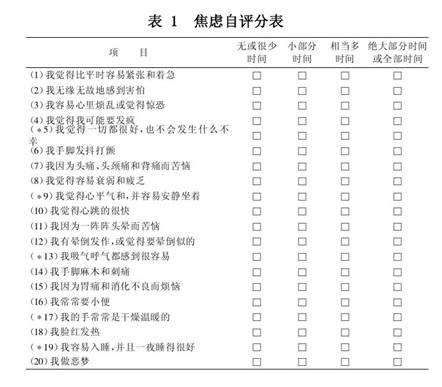 表 1 焦虑自评分表
项 目 无或很少 小部分 相当多 绝大部分时间
时间 时间 时间 或全部时间
(1)我觉得比平时容易紧张和着急 □ □ □ □
(2)我无缘无故地感到害怕 □ □ □ □
(3)我容易心里烦乱或觉得惊恐 □ □ □ □
(4)我觉得我可能要发疯 □ □ □ □
(*5)我觉得一切都很好,也不会发生什么不 □ □ □ □
幸
(6)我手脚发抖打颤 □ □ □ □
(7)我因为头痛、头颈痛和背痛而苦恼 □ □ □ □
(8)我觉得容易衰弱和疲乏 □ □ □ □
(*9)我觉得心平气和,并容易安静坐着 □ □ □ □
(10)我觉得心跳的很快 □ □ □ □
(11)我因为一阵阵头晕而苦恼 □ □ □ □
(12)我有晕倒发作,或觉得要晕倒似的 □ □ □ □
(*13)我吸气呼气都感到很容易 □ □ □ □
(14)我手脚麻木和刺痛 □ □ □ □
(15)我因为胃痛和消化不良而烦恼 □ □ □ □
(16)我常常要小便 □ □ □ □
(*17)我的手常常是干燥温暖的 □ □ □ □
(18)我脸红发热 □ □ □ □
(*19)我容易入睡,并且一夜睡得很好 □ □ □ □
(20)我做恶梦 □ □ □ □